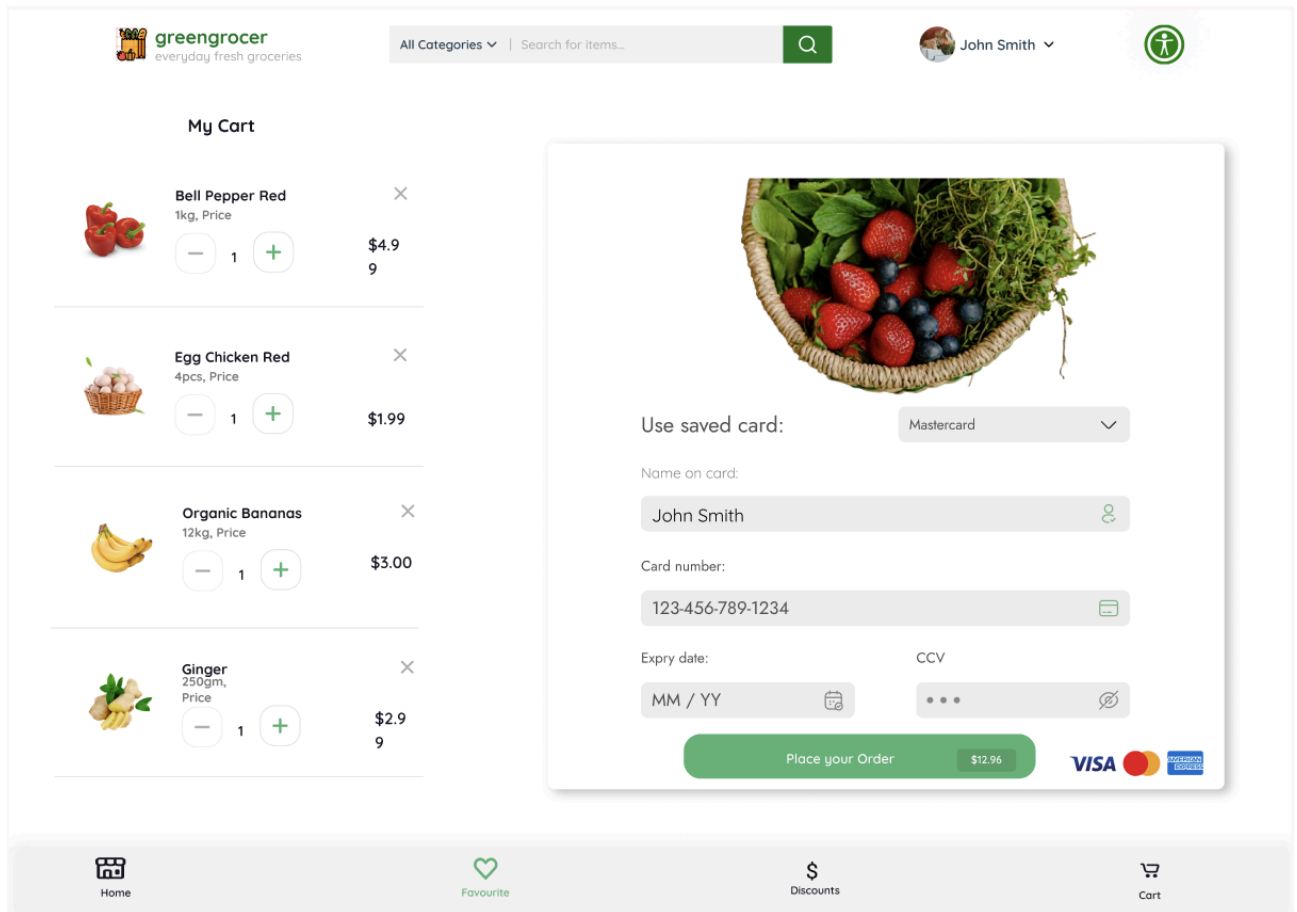 greengrocer
everyday fresh groceries
All Categories | Search for items...
John Smith
My Cart
Bell Pepper Red
1kg, Price
1
$4.9
9
Egg Chicken Red
4pcs, Price
1
$1.99
Organic Bananas
12kg, Price
1
$3.00
Ginger
250gm,
Price
1
$2.9
9
Use saved card:
Mastercard
Name on card:
John Smith
Card number:
123-456-789-1234
Expry date:
CCV
MM / YY
Place your Order
$12.96
VISA
AMERICAN
EXPRESS
Home
Favourite
$
Discounts
Cart